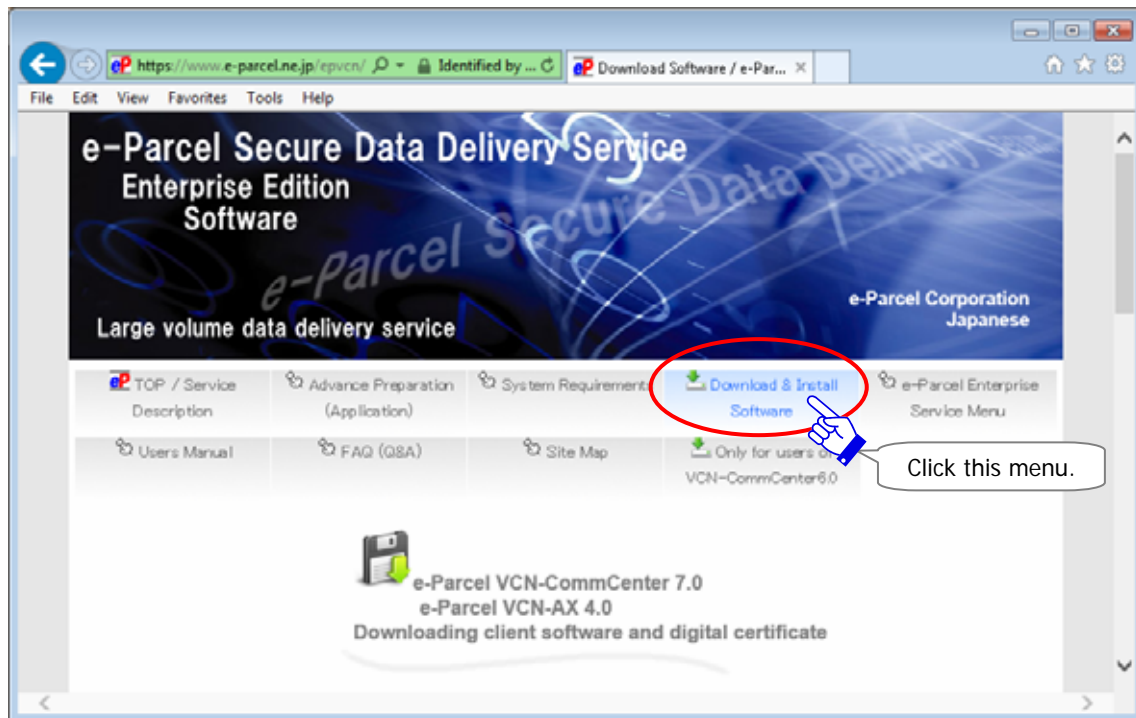 https://www.e-parcel.ne.jp/epvcn/
Identified by ...
Download Software / e-Par...
File Edit View Favorites Tools Help
e-Parcel Secure Data Delivery Service
Enterprise Edition
Software
e-Parcel Secure Data Delivery
e-Parcel Corporation
Japanese
Large volume data delivery service
eP TOP / Service Description
Advance Preparation (Application)
System Requirements
Download & Install Software
e-Parcel Enterprise Service Menu
Users Manual
FAQ (Q&A)
Site Map
Only for users of VCN-CommCenter6.0
Click this menu.
e-Parcel VCN-CommCenter 7.0
e-Parcel VCN-AX 4.0
Downloading client software and digital certificate